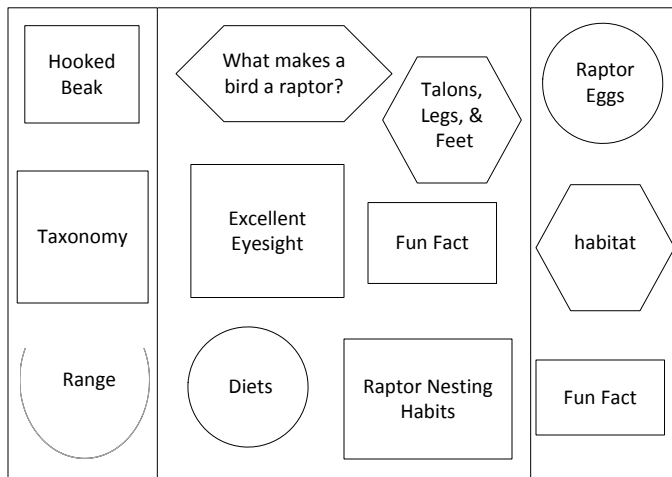 Hooked
Beak
Taxonomy
Range
What makes a
bird a raptor?
Talons,
Legs, &
Feet
Excellent
Eyesight
Fun Fact
Diets
Raptor Nesting
Habits
Raptor
Eggs
habitat
Fun Fact